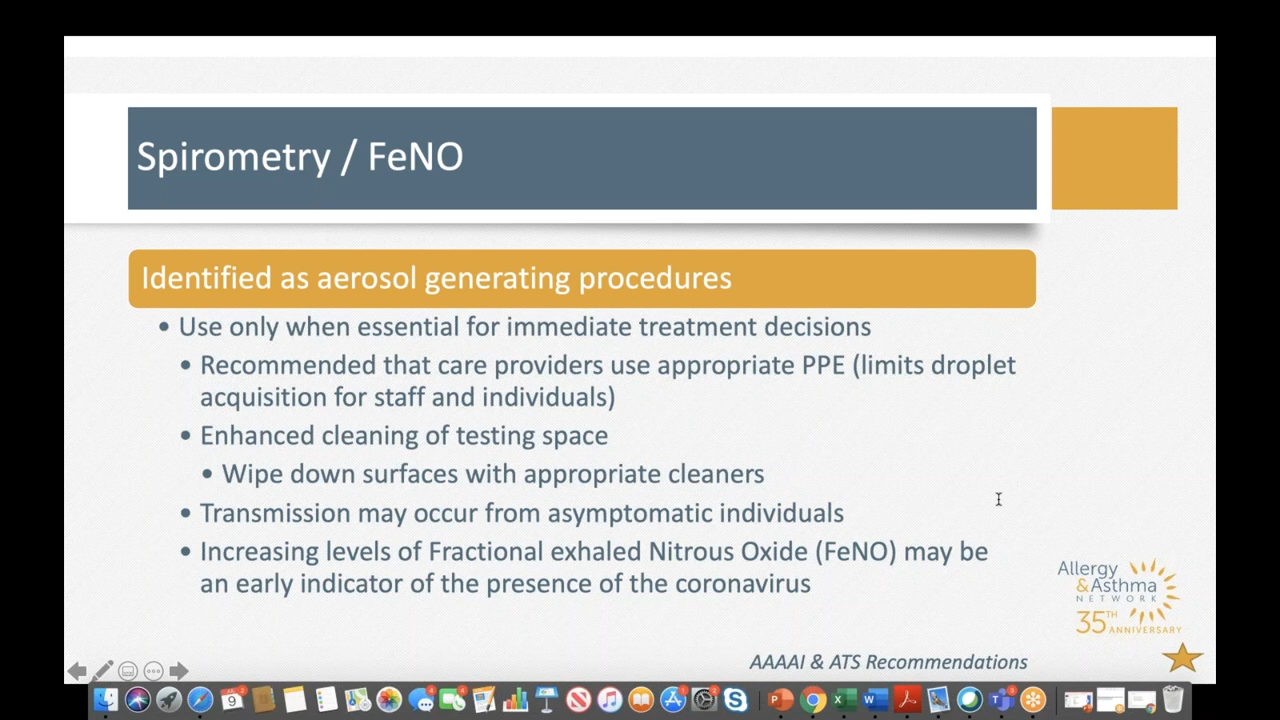 Spirometry / FeNO
Identified as aerosol generating procedures
• Use only when essential for immediate treatment decisions
• Recommended that care providers use appropriate PPE (limits droplet
acquisition for staff and individuals)
• Enhanced cleaning of testing space
• Wipe down surfaces with appropriate cleaners
• Transmission may occur from asymptomatic individuals
• Increasing levels of Fractional exhaled Nitrous Oxide (FeNO) may be
an early indicator of the presence of the coronavirus
Allergy
&Asthma
NETWORK
35TH ANNIVERSARY
AAAAI & ATS Recommendations